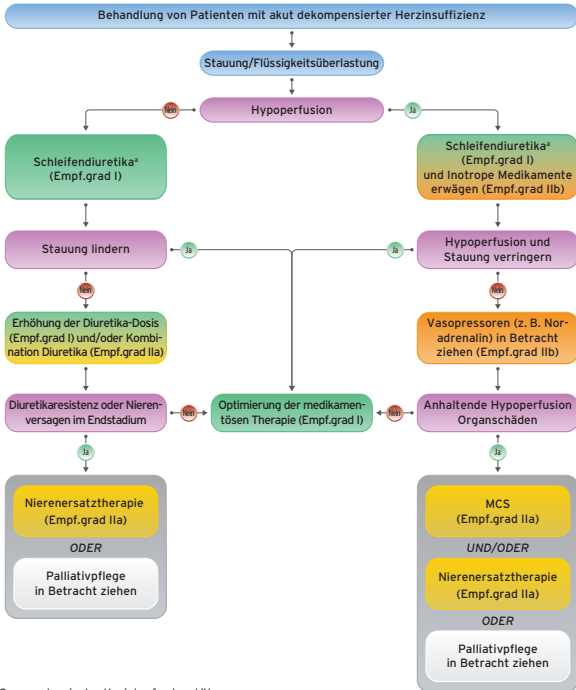 Behandlung von Patienten mit akut dekompensierter Herzinsuffizienz
Stauung/Flüssigkeitsüberlastung
Hypoperfusion
Nein
Ja
Schleifendiuretikaª
(Empf.grad I)
Schleifendiuretikaª
(Empf.grad I)
und Inotrope Medikamente
erwägen (Empf.grad IIb)
Stauung lindern
Ja
Ja
Hypoperfusion und
Stauung verringern
Nein
Nein
Erhöhung der Diuretika-Dosis
(Empf.grad I) und/oder Kombi-
nation Diuretika (Empf.grad IIa)
Vasopressoren (z. B. Nor-
adrenalin) in Betracht
ziehen (Empf.grad IIb)
Diuretikaresistenz oder Nieren-
versagen im Endstadium
Nein
Optimierung der medikamen-
tösen Therapie (Empf.grad I)
Nein
Anhaltende Hypoperfusion
Organschäden
Ja
Ja
Nierenersatztherapie
(Empf.grad IIa)
ODER
Palliativpflege
in Betracht ziehen
MCS
(Empf.grad IIa)
UND/ODER
Nierenersatztherapie
(Empf.grad IIa)
ODER
Palliativpflege
in Betracht ziehen